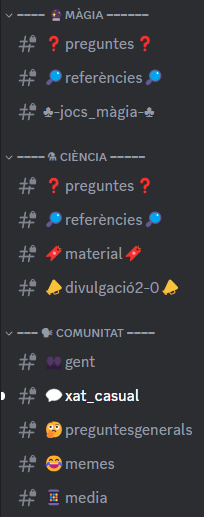 ---- 🔮 MÀGIA ------
❓preguntes❓
🔎referències🔎
♣-jocs_màgia-♣
---- ⚗ CIÈNCIA -----
❓preguntes❓
🔎referències🔎
🧨material🧨
📣divulgació2-0📣
---- 🗣 COMUNITAT ----
👥gent
💬xat_casual
🤔preguntesgenerals
😂memes
🧵media